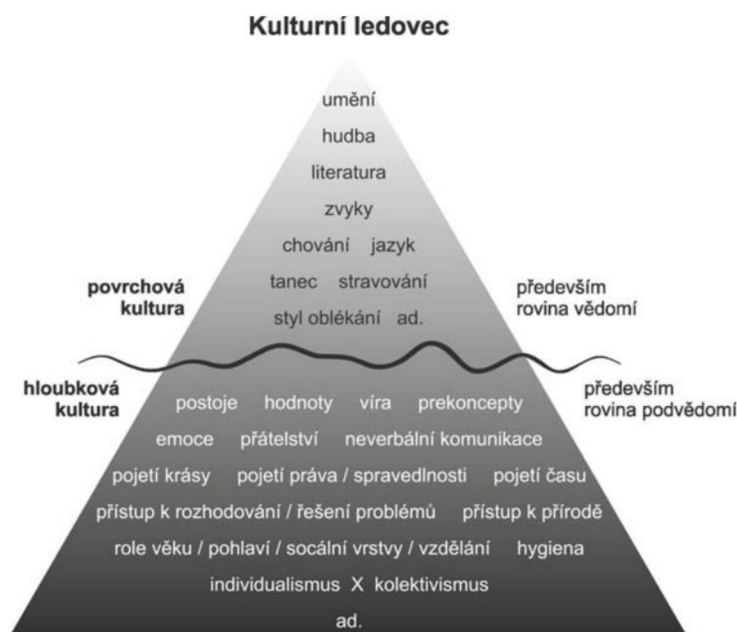 Kulturní ledovec
umění
hudba
literatura
zvyky
chování jazyk
tanec stravování
styl oblékání ad.
povrchová
kultura
především
rovina vědomí
hloubková
kultura
především
rovina podvědomí
postoje hodnoty víra prekoncepty
emoce přátelství neverbální komunikace
pojetí krásy pojetí práva / spravedlnosti pojetí času
přístup k rozhodování / řešení problémů přístup k přírodě
role věku / pohlaví / socální vrstvy / vzdělání hygiena
individualismus X kolektivismus
ad.